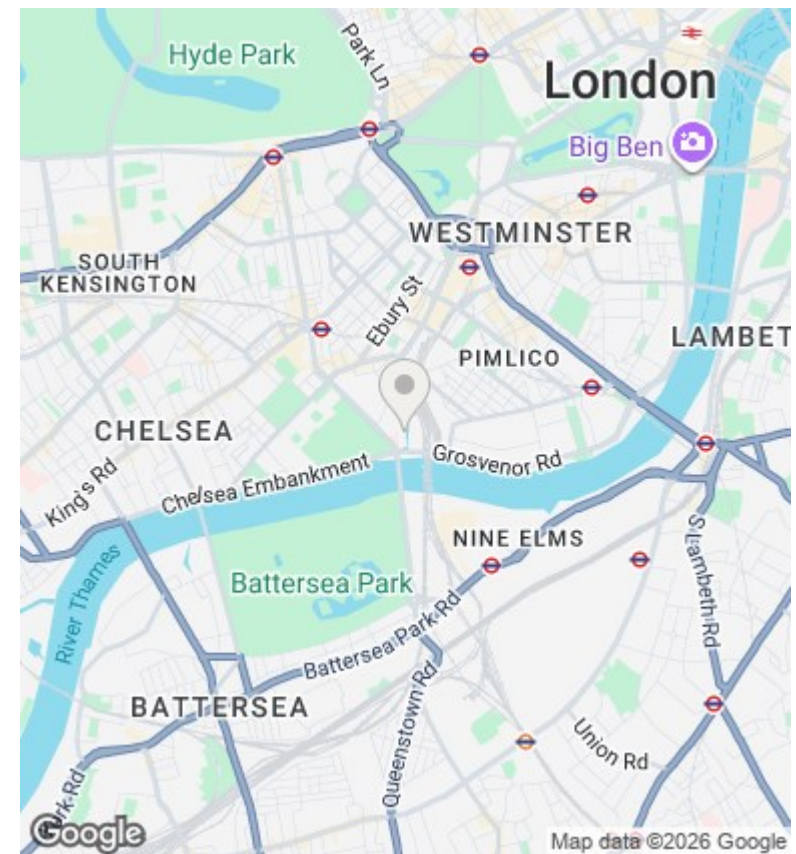 Hyde Park
Park Ln
London
Big Ben
WESTMINSTER
SOUTH
KENSINGTON
Ebury St
LAMBET
PIMLICO
CHELSEA
King's Rd
Chelsea Embankment
Grosvenor Rd
NINE ELMS
S Lambeth Rd
River Thames
Battersea Park
Battersea Park Rd
BATTERSEA
Queenstown Rd
Union Rd
Park Rd
Google
Map data ©2026 Google